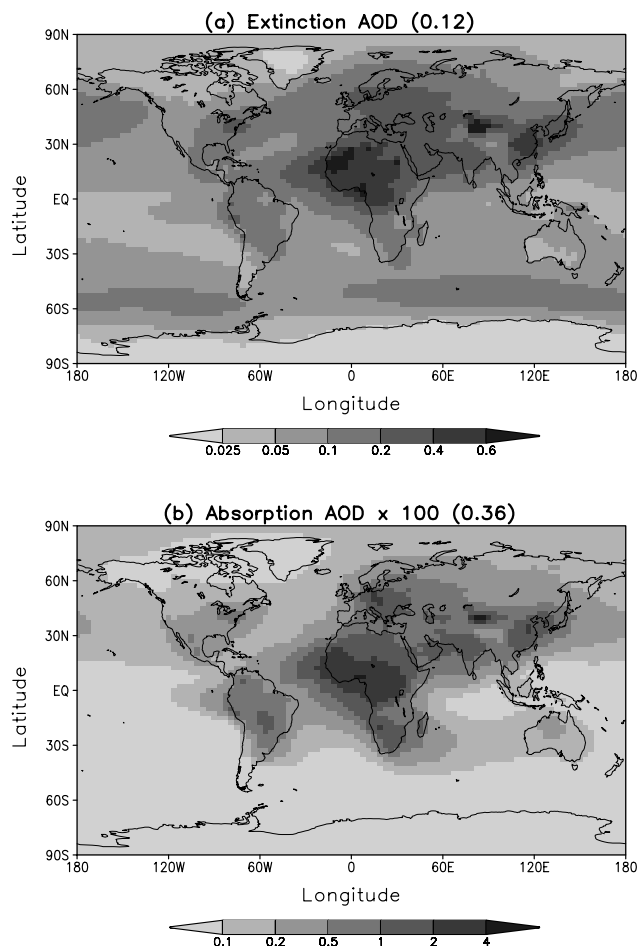 (a) Extinction AOD (0.12)
90N
60N
30N
EQ
30S
60S
90S
Latitude
180 120W 60W 0 60E 120E 180
Longitude
0.025 0.05 0.1 0.2 0.4 0.6
(b) Absorption AOD x 100 (0.36)
90N
60N
30N
EQ
30S
60S
90S
Latitude
180 120W 60W 0 60E 120E 180
Longitude
0.1 0.2 0.5 1 2 4